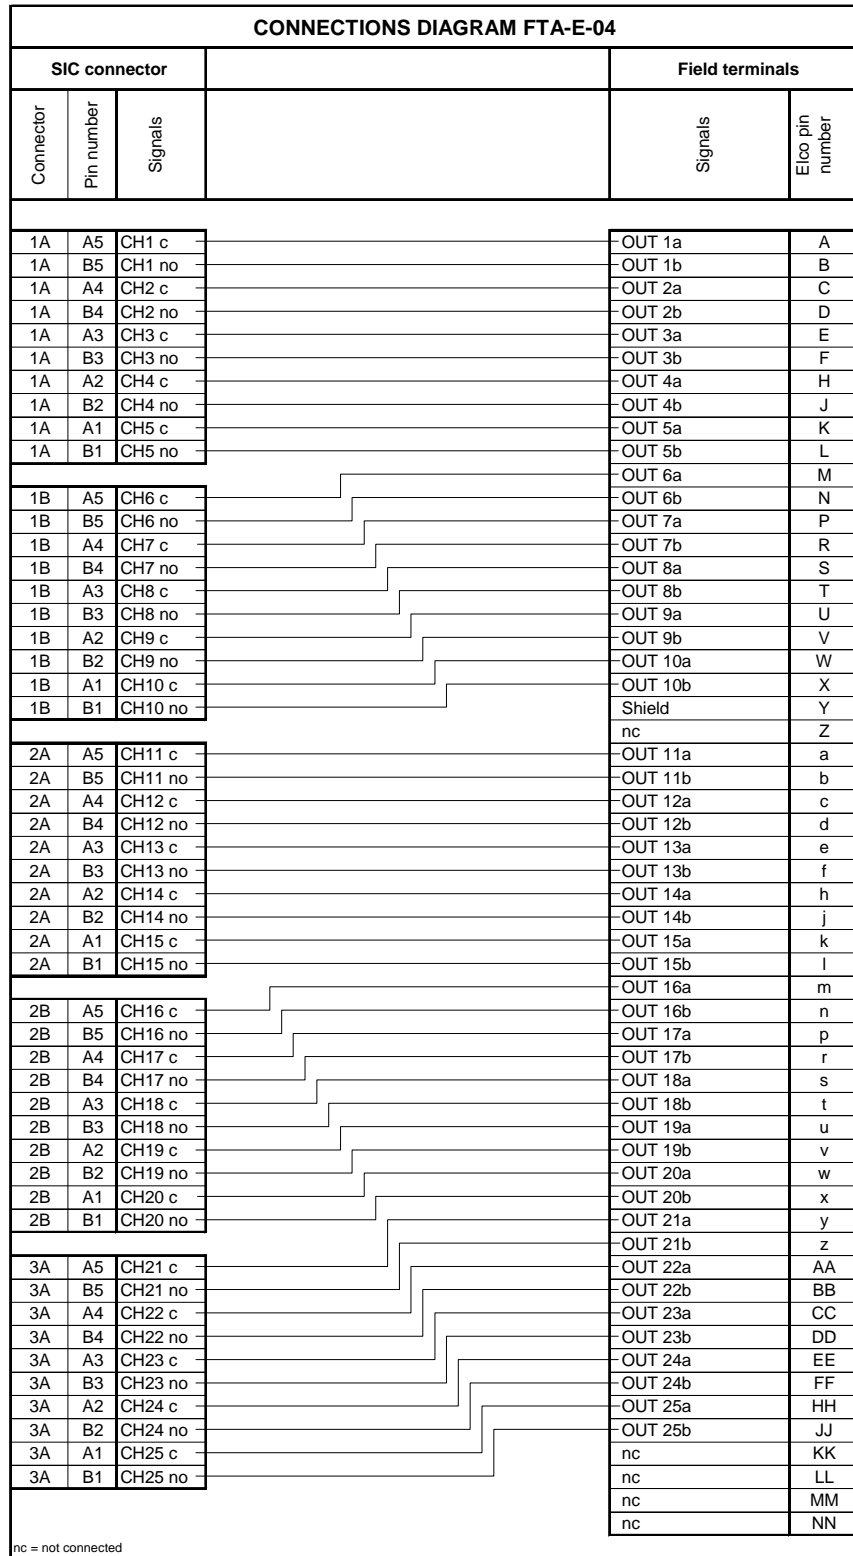 CONNECTIONS DIAGRAM FTA-E-04
SIC connector Field terminals
Connector Pin number Signals Signals Elco pin number
1A A5 CH1 c OUT 1a A
1A B5 CH1 no OUT 1b B
1A A4 CH2 c OUT 2a C
1A B4 CH2 no OUT 2b D
1A A3 CH3 c OUT 3a E
1A B3 CH3 no OUT 3b F
1A A2 CH4 c OUT 4a H
1A B2 CH4 no OUT 4b J
1A A1 CH5 c OUT 5a K
1A B1 CH5 no OUT 5b L
OUT 6a M
1B A5 CH6 c OUT 6b N
1B B5 CH6 no OUT 7a P
1B A4 CH7 c OUT 7b R
1B B4 CH7 no OUT 8a S
1B A3 CH8 c OUT 8b T
1B B3 CH8 no OUT 9a U
1B A2 CH9 c OUT 9b V
1B B2 CH9 no OUT 10a W
1B A1 CH10 c OUT 10b X
1B B1 CH10 no Shield Y
nc Z
2A A5 CH11 c OUT 11a a
2A B5 CH11 no OUT 11b b
2A A4 CH12 c OUT 12a c
2A B4 CH12 no OUT 12b d
2A A3 CH13 c OUT 13a e
2A B3 CH13 no OUT 13b f
2A A2 CH14 c OUT 14a h
2A B2 CH14 no OUT 14b j
2A A1 CH15 c OUT 15a k
2A B1 CH15 no OUT 15b l
OUT 16a m
2B A5 CH16 c OUT 16b n
2B B5 CH16 no OUT 17a p
2B A4 CH17 c OUT 17b r
2B B4 CH17 no OUT 18a s
2B A3 CH18 c OUT 18b t
2B B3 CH18 no OUT 19a u
2B A2 CH19 c OUT 19b v
2B B2 CH19 no OUT 20a w
2B A1 CH20 c OUT 20b x
2B B1 CH20 no OUT 21a y
OUT 21b z
3A A5 CH21 c OUT 22a AA
3A B5 CH21 no OUT 22b BB
3A A4 CH22 c OUT 23a CC
3A B4 CH22 no OUT 23b DD
3A A3 CH23 c OUT 24a EE
3A B3 CH23 no OUT 24b FF
3A A2 CH24 c OUT 25a HH
3A B2 CH24 no OUT 25b JJ
3A A1 CH25 c nc KK
3A B1 CH25 no nc LL
nc MM
nc NN
nc = not connected